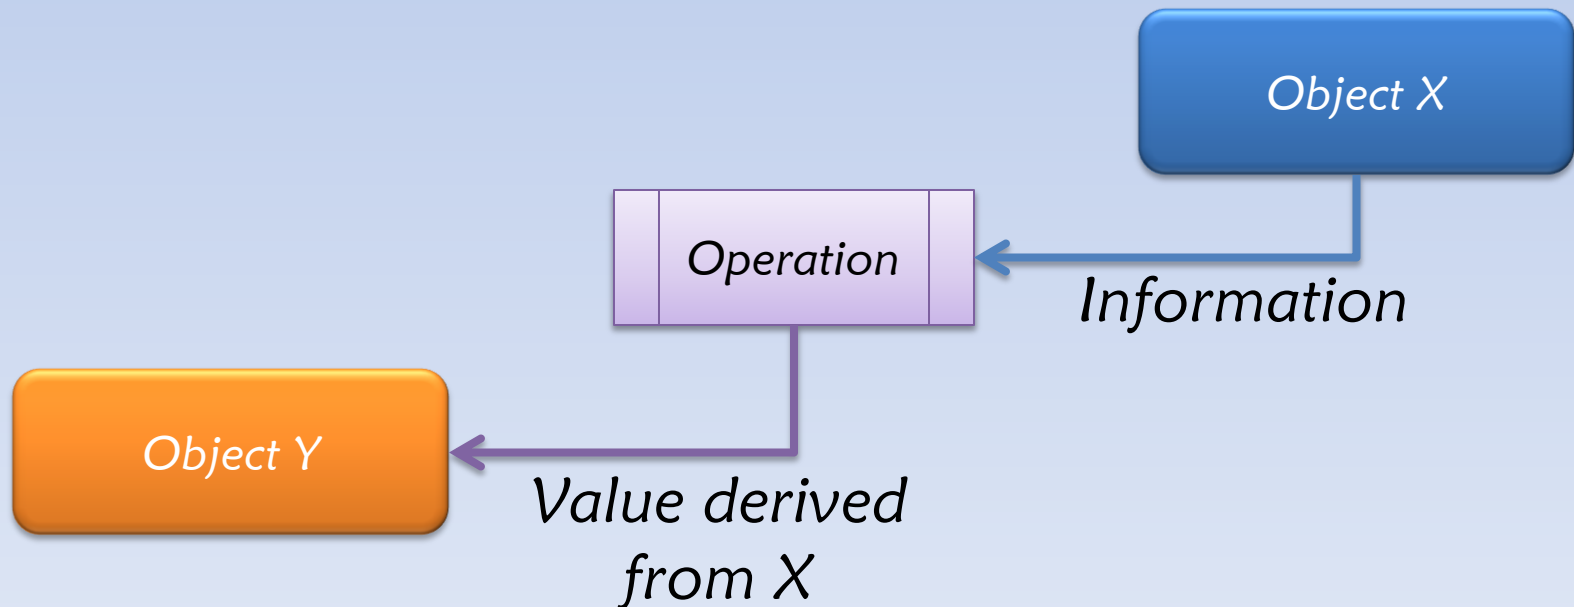 Object X
Operation
Information
Object Y
Value derived
from X